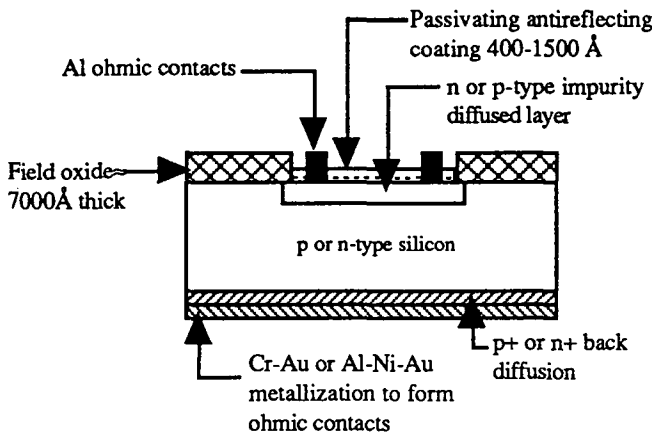 Passivating antireflecting
coating 400-1500 Å
Al ohmic contacts
n or p-type impurity
diffused layer
Field oxide
7000Å thick
p or n-type silicon
p+ or n+ back
diffusion
Cr-Au or Al-Ni-Au
metallization to form
ohmic contacts